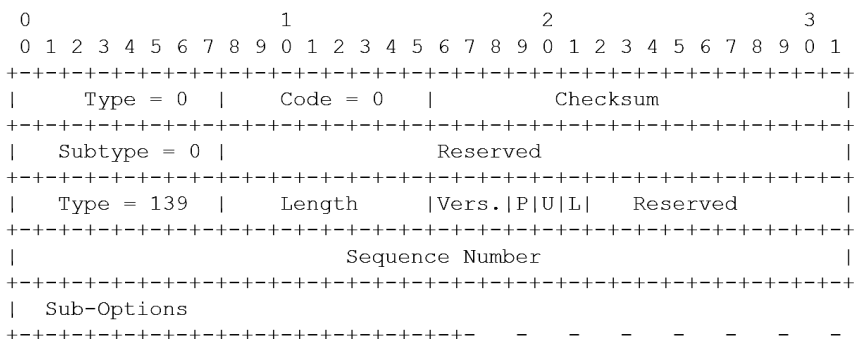 0                   1                   2                   3
 0 1 2 3 4 5 6 7 8 9 0 1 2 3 4 5 6 7 8 9 0 1 2 3 4 5 6 7 8 9 0 1
+-+-+-+-+-+-+-+-+-+-+-+-+-+-+-+-+-+-+-+-+-+-+-+-+-+-+-+-+-+-+-+-+
|     Type = 0  |    Code = 0   |         Checksum              |
+-+-+-+-+-+-+-+-+-+-+-+-+-+-+-+-+-+-+-+-+-+-+-+-+-+-+-+-+-+-+-+-+
|   Subtype = 0 |                Reserved                       |
+-+-+-+-+-+-+-+-+-+-+-+-+-+-+-+-+-+-+-+-+-+-+-+-+-+-+-+-+-+-+-+-+
|   Type = 139  |    Length     |Vers.|P|U|L|   Reserved        |
+-+-+-+-+-+-+-+-+-+-+-+-+-+-+-+-+-+-+-+-+-+-+-+-+-+-+-+-+-+-+-+-+
|                         Sequence Number                       |
+-+-+-+-+-+-+-+-+-+-+-+-+-+-+-+-+-+-+-+-+-+-+-+-+-+-+-+-+-+-+-+-+
|  Sub-Options
+-+-+-+-+-+-+-+-+-+-+-+-+-+-+-+-+-+-   -   -   -   -   -   -   -